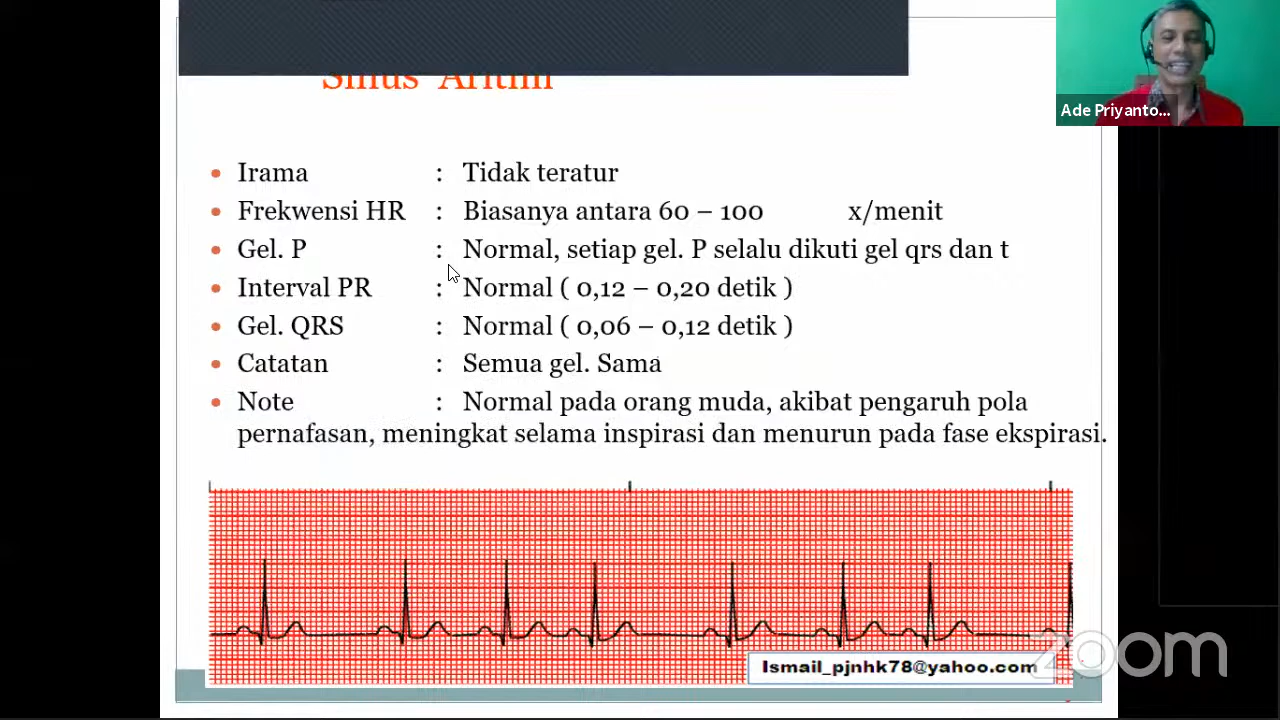 Sinus Aritmi
Ade Priyanto...
• Irama : Tidak teratur
• Frekwensi HR : Biasanya antara 60 – 100 x/menit
• Gel. P : Normal, setiap gel. P selalu dikuti gel qrs dan t
• Interval PR : Normal ( 0,12 – 0,20 detik )
• Gel. QRS : Normal ( 0,06 – 0,12 detik )
• Catatan : Semua gel. Sama
• Note : Normal pada orang muda, akibat pengaruh pola
pernafasan, meningkat selama inspirasi dan menurun pada fase ekspirasi.
Ismail_pjnhk78@yahoo.com
zoom